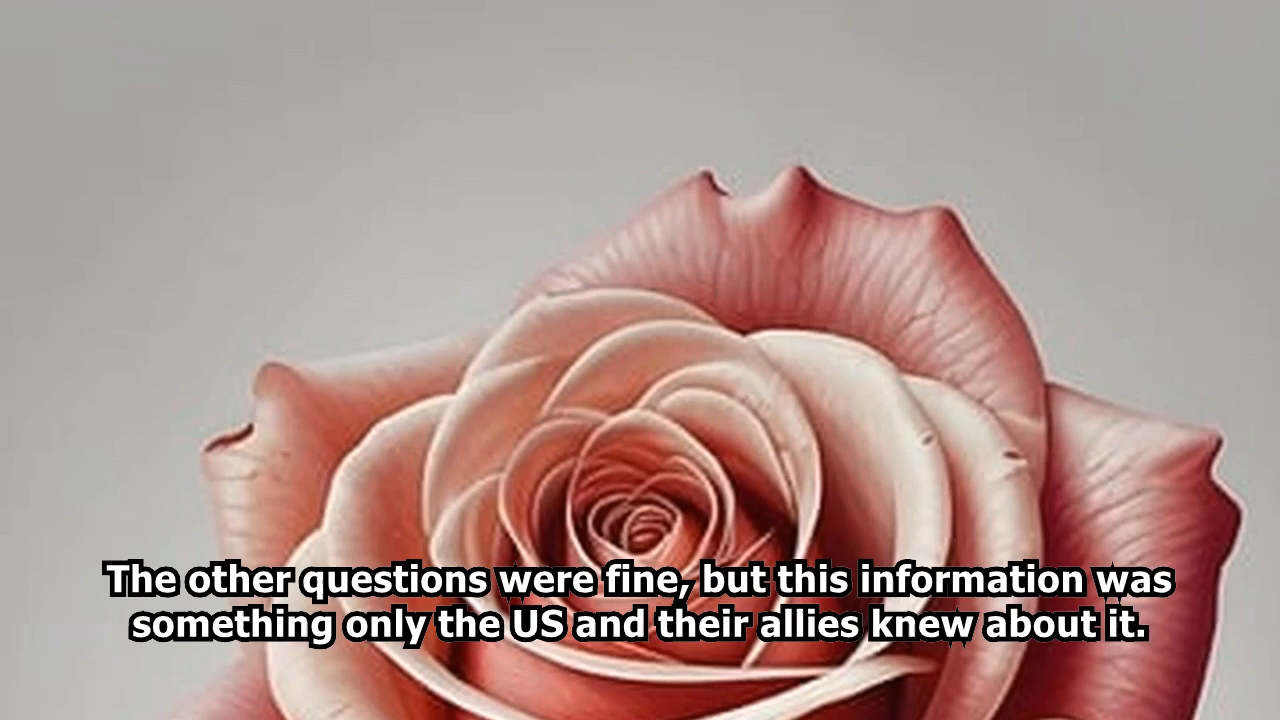 The other questions were fine, but this information was
something only the US and their allies knew about it.